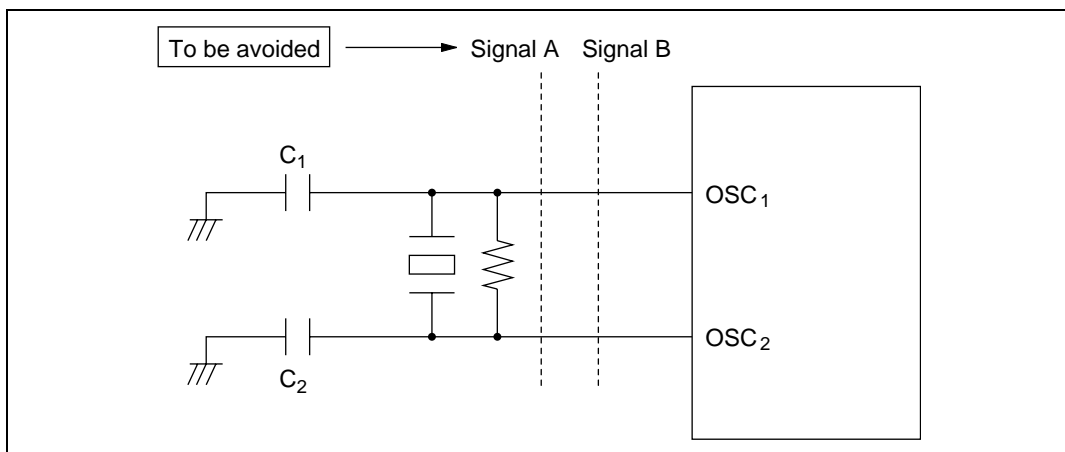 To be avoided
Signal A
Signal B
C1
OSC1
OSC2
C2